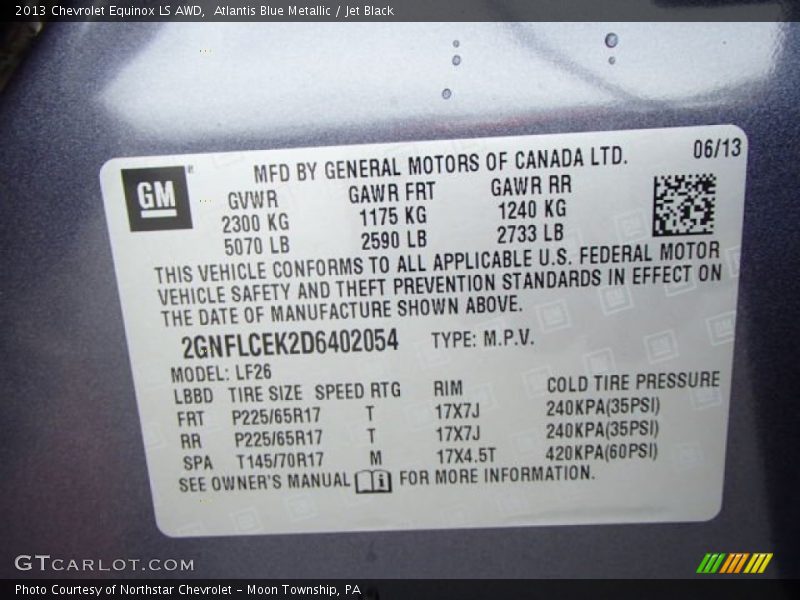 2013 Chevrolet Equinox LS AWD,  Atlantis Blue Metallic / Jet Black
GM
MFD BY GENERAL MOTORS OF CANADA LTD.
06/13
GVWR GAWR FRT GAWR RR
2300 KG 1175 KG 1240 KG
5070 LB 2590 LB 2733 LB
THIS VEHICLE CONFORMS TO ALL APPLICABLE U.S. FEDERAL MOTOR
VEHICLE SAFETY AND THEFT PREVENTION STANDARDS IN EFFECT ON
THE DATE OF MANUFACTURE SHOWN ABOVE.
2GNFLCEK2D6402054 TYPE: M.P.V.
MODEL: LF26
LBBD TIRE SIZE SPEED RTG RIM COLD TIRE PRESSURE
FRT P225/65R17 T 17X7J 240KPA(35PSI)
RR P225/65R17 T 17X7J 240KPA(35PSI)
SPA T145/70R17 M 17X4.5T 420KPA(60PSI)
SEE OWNER'S MANUAL i FOR MORE INFORMATION.
GTCARLOT.COM
Photo Courtesy of Northstar Chevrolet - Moon Township, PA